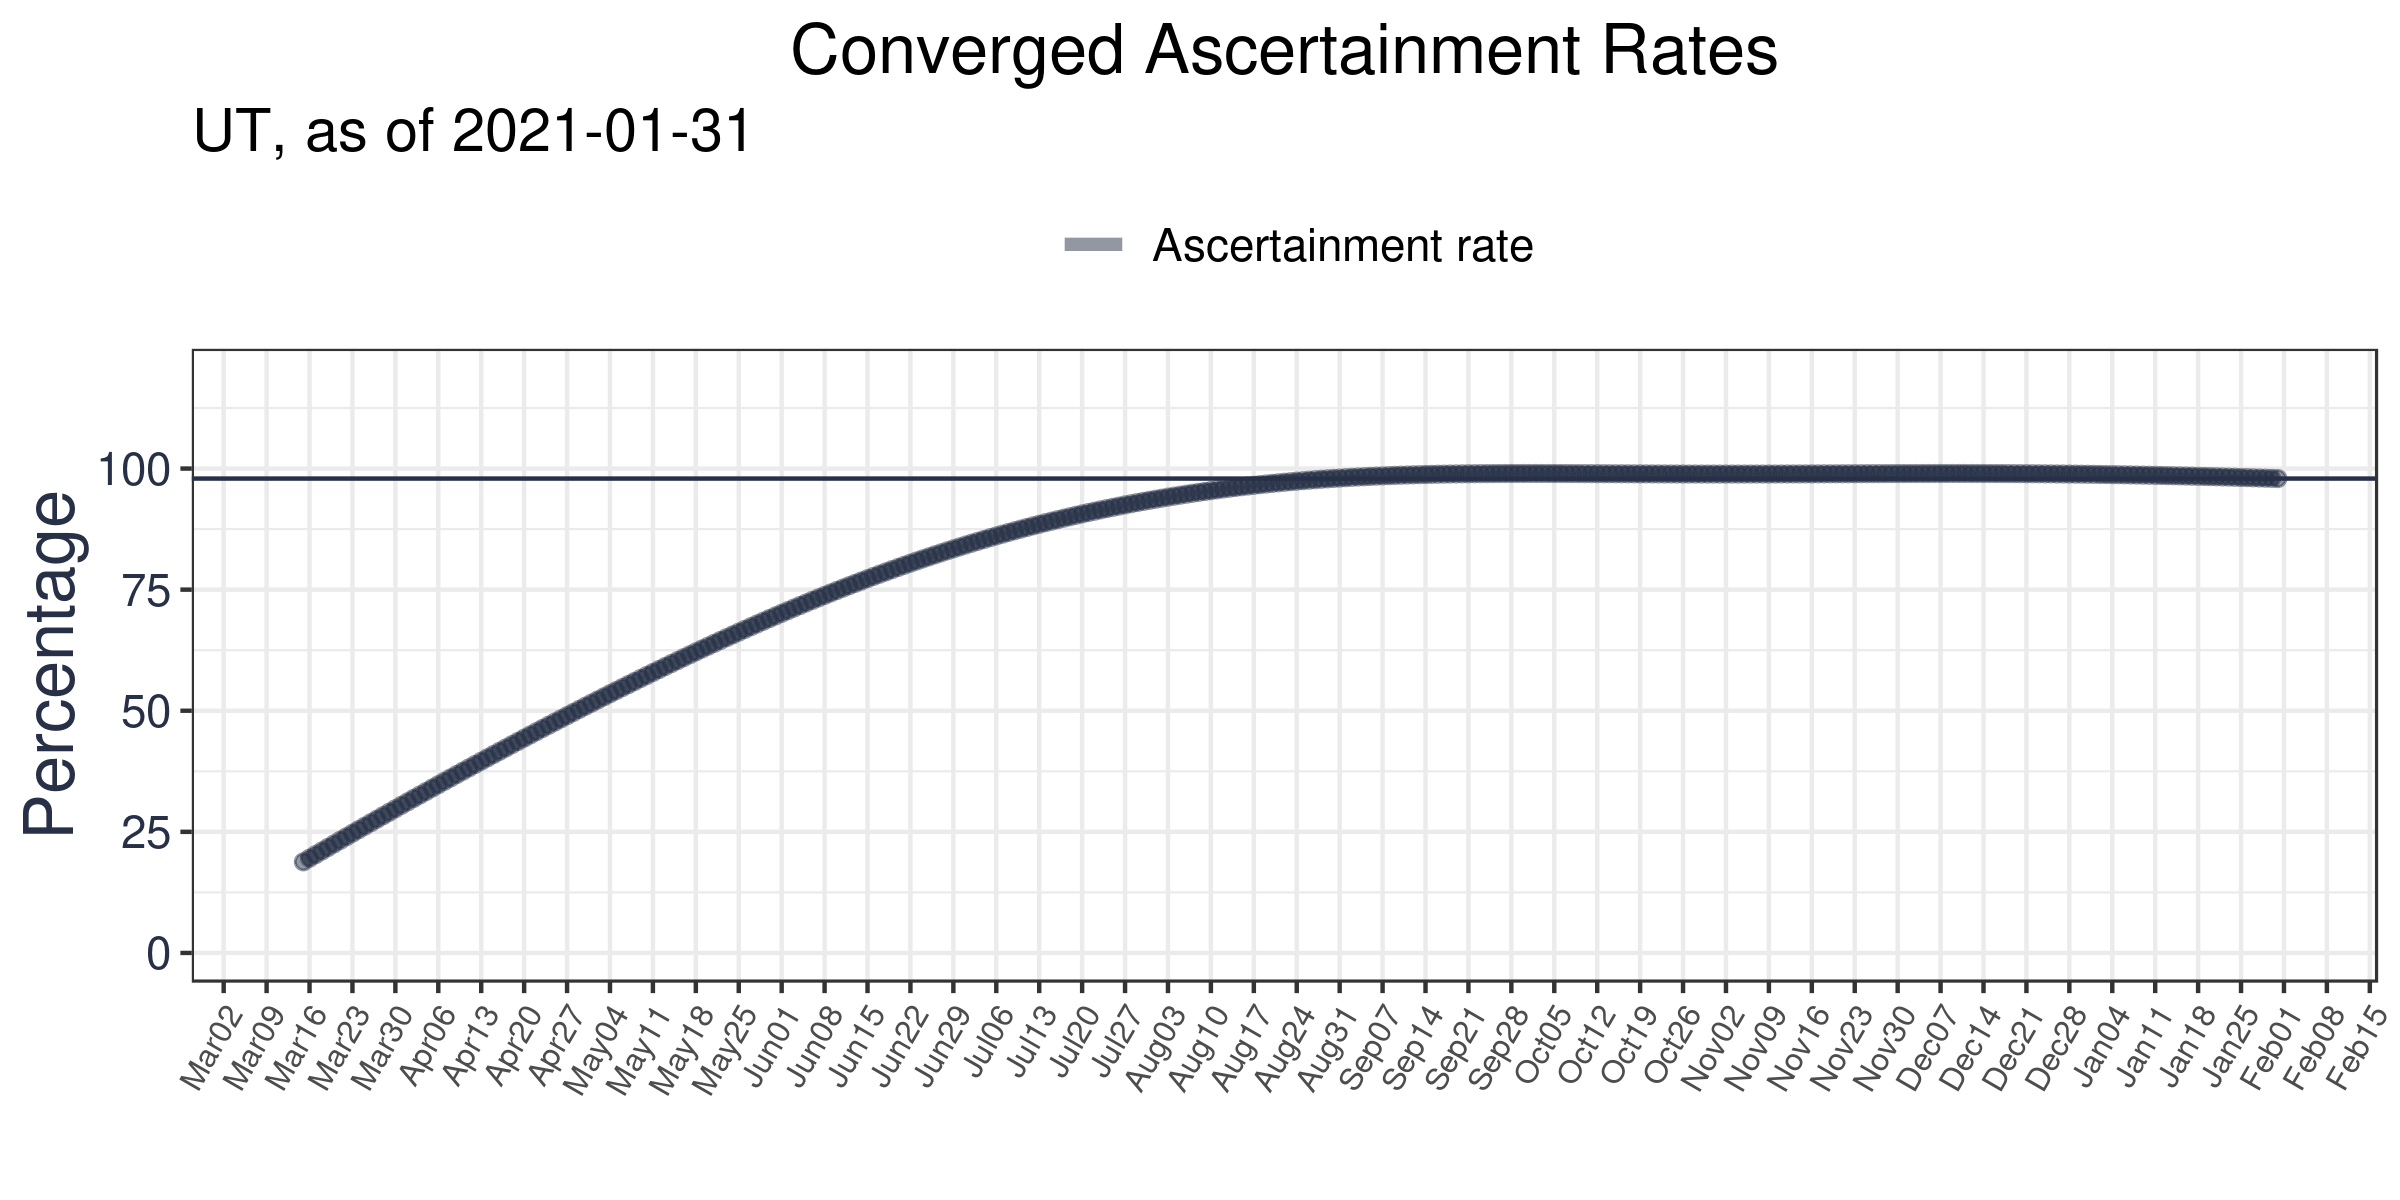 Converged Ascertainment Rates
UT, as of 2021-01-31
Ascertainment rate
Percentage
100
75
50
25
0
Mar02 Mar09 Mar16 Mar23 Mar30 Apr06 Apr13 Apr20 Apr27 May04 May11 May18 May25 Jun01 Jun08 Jun15 Jun22 Jun29 Jul06 Jul13 Jul20 Jul27 Aug03 Aug10 Aug17 Aug24 Aug31 Sep07 Sep14 Sep21 Sep28 Oct05 Oct12 Oct19 Oct26 Nov02 Nov09 Nov16 Nov23 Nov30 Dec07 Dec14 Dec21 Dec28 Jan04 Jan11 Jan18 Jan25 Feb01 Feb08 Feb15